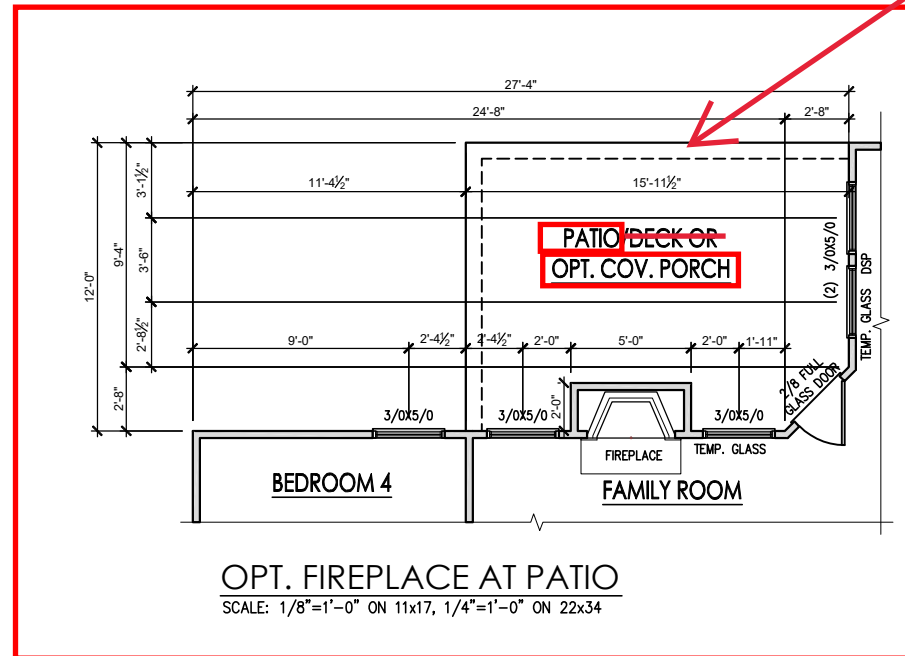 27'-4"
24'-8"
2'-8"
11'-4½"
15'-11½"
3'-1½"
9'-4"
3'-6"
12'-0"
2'-8½"
2'-8"
PATIO/DECK OR
OPT. COV. PORCH
(2) 3/0X5/0
TEMP. GLASS DSP
9'-0"
2'-4½"
2'-4½"
2'-0"
5'-0"
2'-0"
1'-11"
2/8 FULL
GLASS DOOR
2'-0"
3/0X5/0
3/0X5/0
3/0X5/0
TEMP. GLASS
FIREPLACE
BEDROOM 4
FAMILY ROOM
OPT. FIREPLACE AT PATIO
SCALE: 1/8"=1'-0" ON 11x17, 1/4"=1'-0" ON 22x34